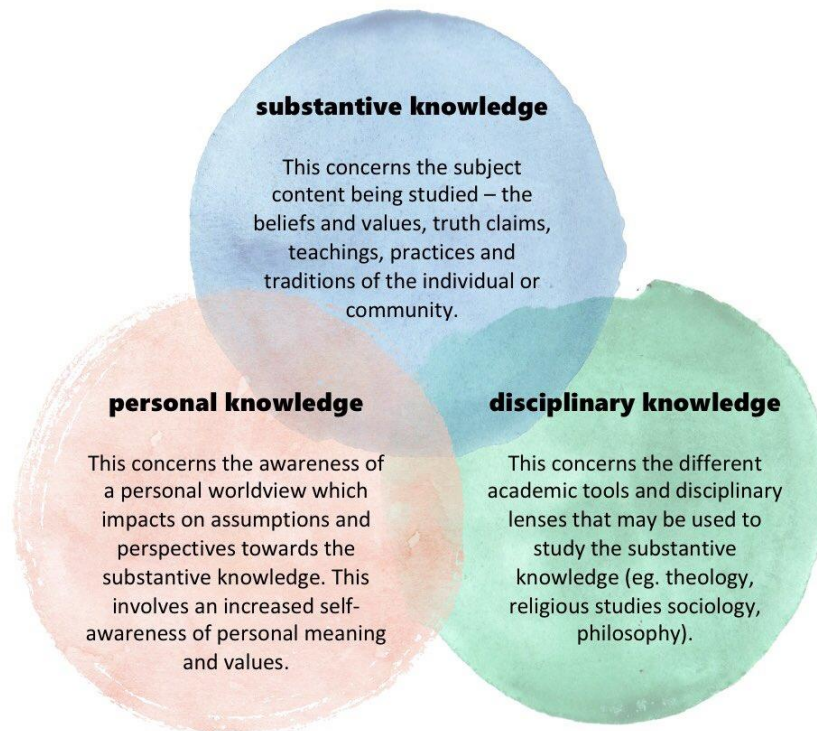 substantive knowledge
This concerns the subject
content being studied – the
beliefs and values, truth claims,
teachings, practices and
traditions of the individual or
community.
personal knowledge
This concerns the awareness of
a personal worldview which
impacts on assumptions and
perspectives towards the
substantive knowledge. This
involves an increased self-
awareness of personal meaning
and values.
disciplinary knowledge
This concerns the different
academic tools and disciplinary
lenses that may be used to
study the substantive
knowledge (eg. theology,
religious studies sociology,
philosophy).